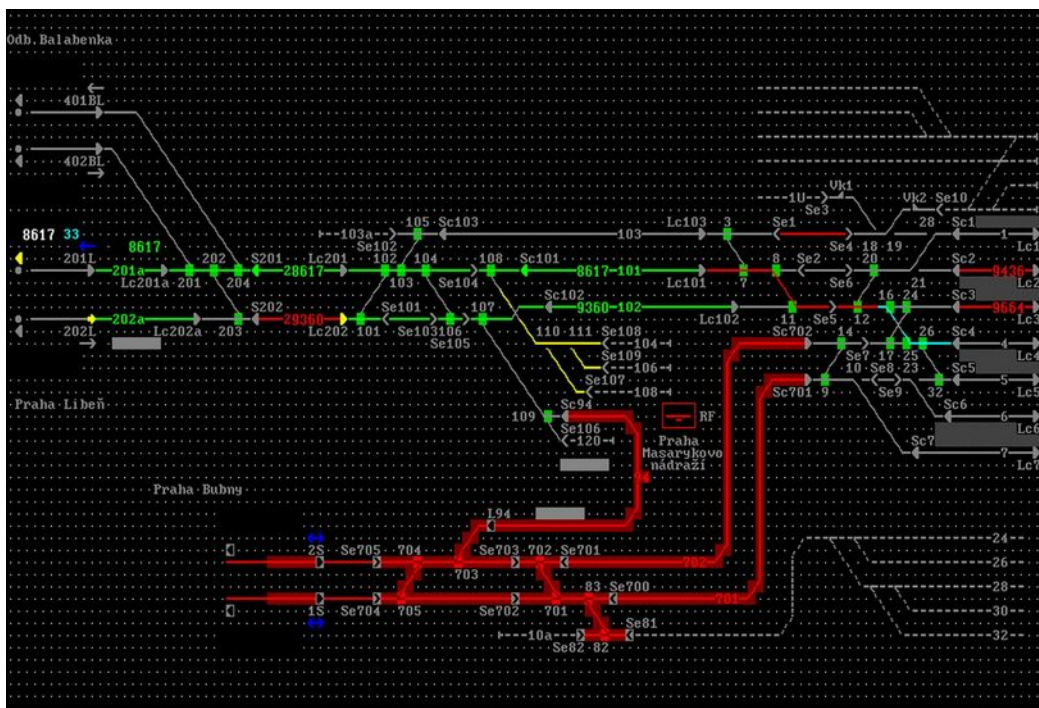 Odb.Balabenka
401BL
402BL
1U Vk1
Se3
Vk2 Se10
8617 33
8617
103a
105 Sc103
103
Lc103 3 Se1
Se4
18 19
28
Sc1
1
Lc1
201L
201a
Lc201a 201
202
204
S201
28617
Lc201
Se102
102
103
104
Se104
108
Sc101
8617-101
Lc101
7
8
Se2
Se6
20
21
Sc2
9436
Lc2
202L
202a
Lc202a
203
S202
29360
Lc202
101
Se101
Se103
106
Se105
107
Sc102
9360-102
Lc102
11
Se5
12
16 24
Sc3
9664
Lc3
110 111
Se108
104
Se109
106
Se107
108
Sc702
14
Se7
17
25
26
Sc4
4
Lc4
Sc701
9
10 Se8
Se9
23
32
Sc5
5
Lc5
Praha Libeň
109
Sc94
Se106
120
RF
Praha
Masarykovo
nádraží
Sc6
6
Lc6
Sc7
7
Lc7
Praha Bubny
L94
2S Se705 704
703
Se703 702 Se701
702
1S Se704 705
Se702 701
83 Se700
701
10a
Se82 82
Se81
24
26
28
30
32